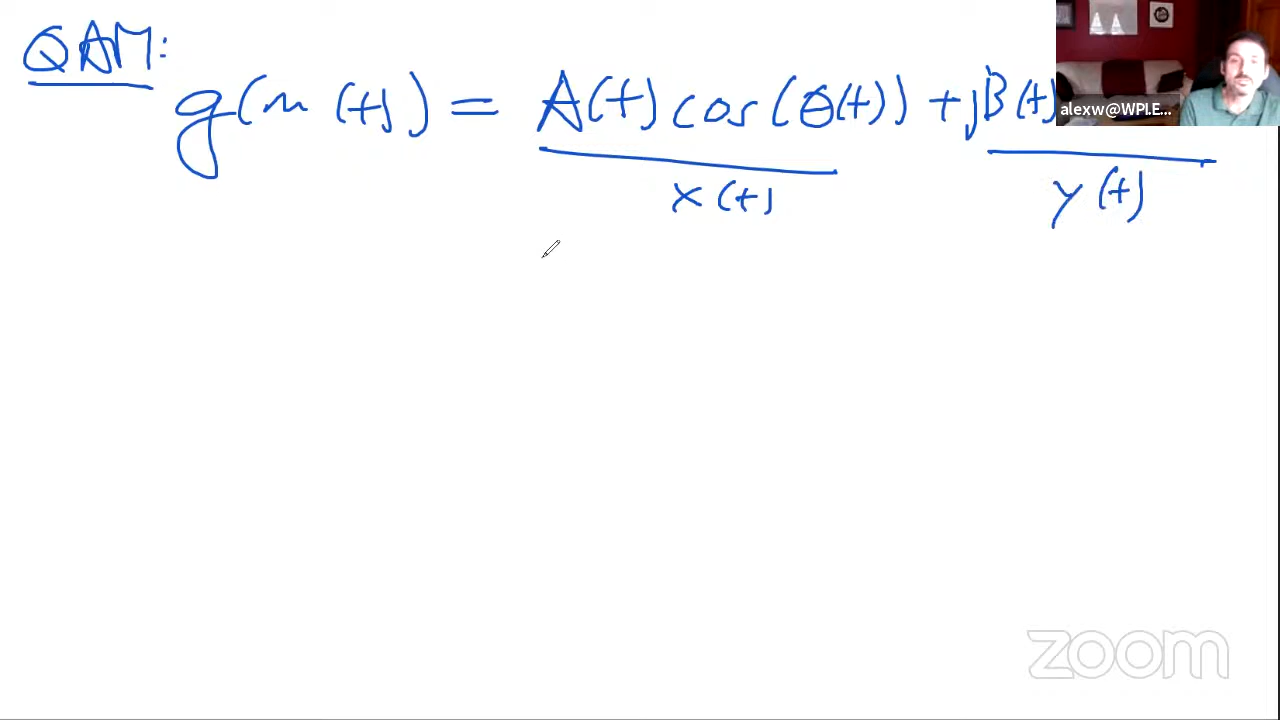 QAM:
g(m(t)) = A(t) cos(θ(t)) + jB(t)
x(t) y(t)
alexw@WPI.E...
zoom